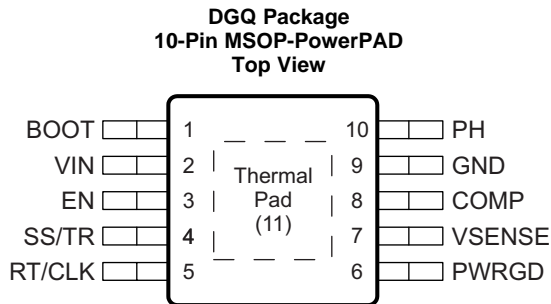 DGQ Package
10-Pin MSOP-PowerPAD
Top View
BOOT 1 10 PH
VIN 2 9 GND
EN 3 8 COMP
SS/TR 4 7 VSENSE
RT/CLK 5 6 PWRGD
Thermal
Pad
(11)